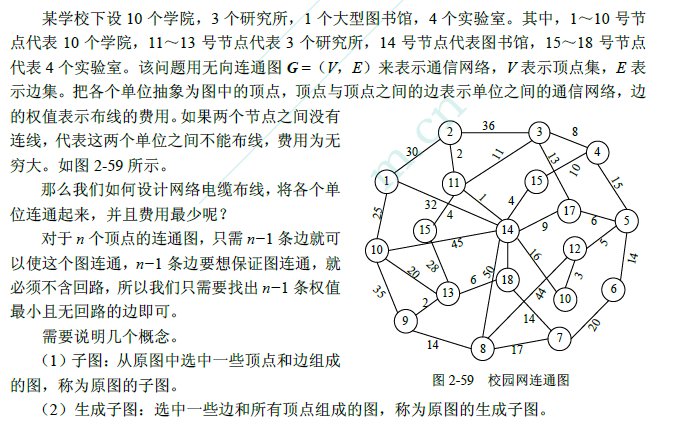 某学校下设 10 个学院，3 个研究所，1 个大型图书馆，4 个实验室。其中，1～10 号节
点代表 10 个学院，11～13 号节点代表 3 个研究所，14 号节点代表图书馆，15～18 号节点
代表 4 个实验室。该问题用无向连通图 G =（V，E）来表示通信网络，V 表示顶点集，E 表
示边集。把各个单位抽象为图中的顶点，顶点与顶点之间的边表示单位之间的通信网络，边
的权值表示布线的费用。如果两个节点之间没有
连线，代表这两个单位之间不能布线，费用为无
穷大。如图 2-59 所示。
那么我们如何设计网络电缆布线，将各个单
位连通起来，并且费用最少呢？
对于 n 个顶点的连通图，只需 n−1 条边就可
以使这个图连通，n−1 条边要想保证图连通，就
必须不含回路，所以我们只需要找出 n−1 条权值
最小且无回路的边即可。
需要说明几个概念。
（1）子图：从原图中选中一些顶点和边组成
的图，称为原图的子图。
（2）生成子图：选中一些边和所有顶点组成的图，称为原图的生成子图。
36
2
3
8
30
2
11
4
13
10
1
11
15
15
32
4
1
4
17
6
5
25
15
14
9
12
5
10
45
16
28
20
6
18
50
3
14
35
13
44
10
6
2
9
14
20
14
8
17
7
图 2-59 校园网连通图
m.cn